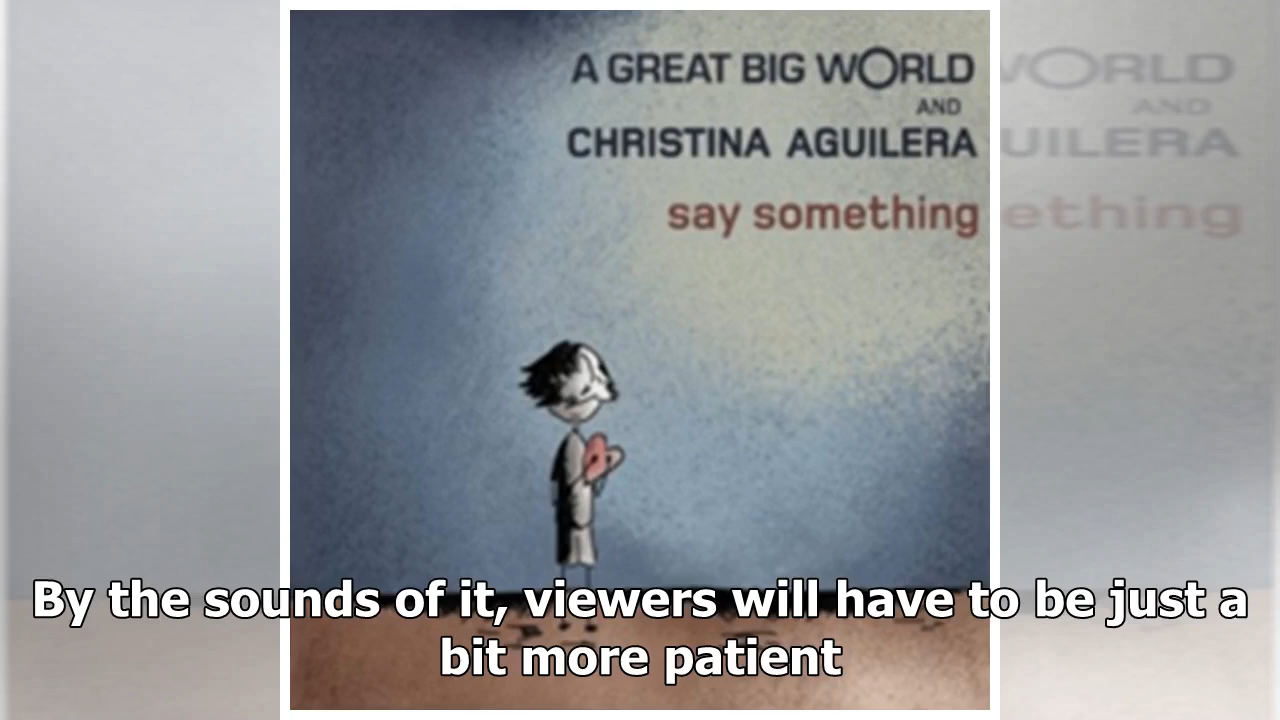 A GREAT BIG WORLD
AND
CHRISTINA AGUILERA
say something
By the sounds of it, viewers will have to be just a
bit more patient